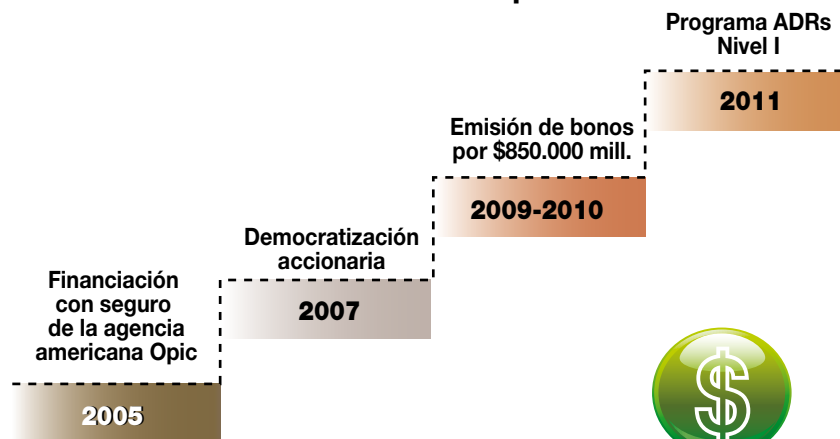 Programa ADRs
Nivel I
2011
Emisión de bonos
por $850.000 mill.
2009-2010
Democratización
accionaria
2007
Financiación
con seguro
de la agencia
americana Opic
2005
$